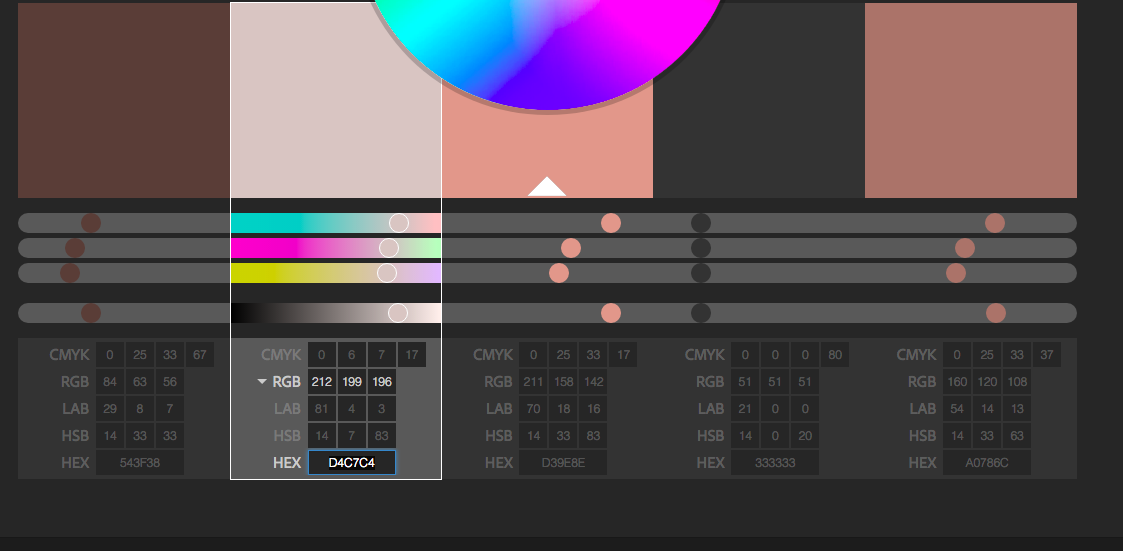 CMYK 0 25 33 67 CMYK 0 6 7 17 CMYK 0 25 33 17 CMYK 0 0 0 80 CMYK 0 25 33 37
RGB 84 63 56 RGB 212 199 196 RGB 211 158 142 RGB 51 51 51 RGB 160 120 108
LAB 29 8 7 LAB 81 4 3 LAB 70 18 16 LAB 21 0 0 LAB 54 14 13
HSB 14 33 33 HSB 14 7 83 HSB 14 33 83 HSB 14 0 20 HSB 14 33 63
HEX 543F38 HEX D4C7C4 HEX D39E8E HEX 333333 HEX A0786C